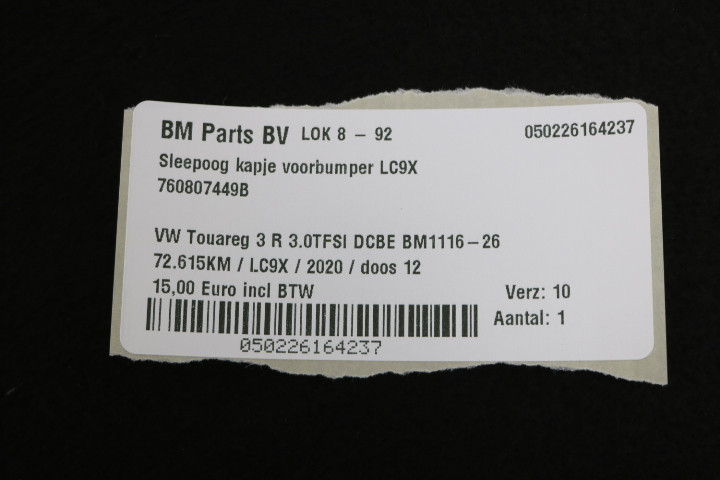 BM Parts BV LOK 8 - 92 050226164237
Sleepoog kapje voorbumper LC9X
760807449B
VW Touareg 3 R 3.0TFSI DCBE BM1116-26
72.615KM / LC9X / 2020 / doos 12
15,00 Euro incl BTW Verz: 10
Aantal: 1
050226164237